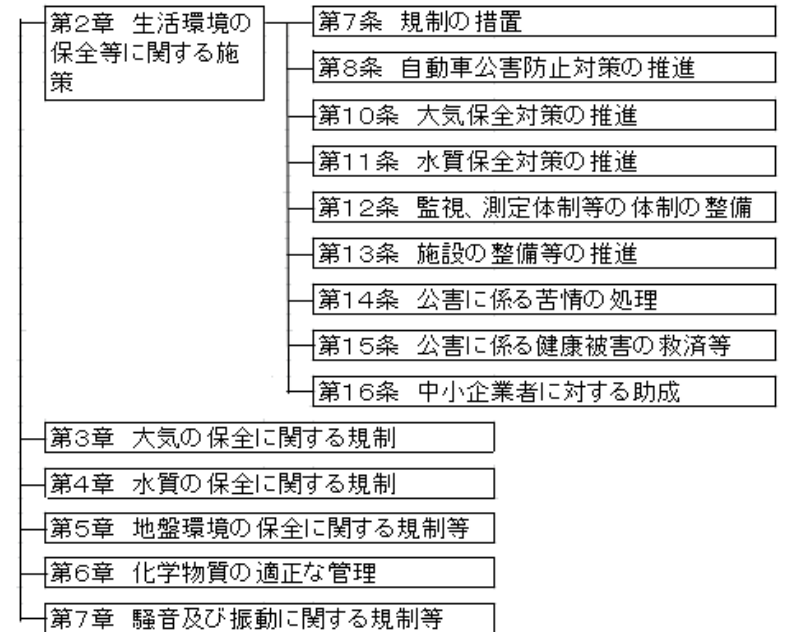 第2章 生活環境の
保全等に関する施
策
第7条 規制の措置
第8条 自動車公害防止対策の推進
第10条 大気保全対策の推進
第11条 水質保全対策の推進
第12条 監視、測定体制等の体制の整備
第13条 施設の整備等の推進
第14条 公害に係る苦情の処理
第15条 公害に係る健康被害の救済等
第16条 中小企業者に対する助成
第3章 大気の保全に関する規制
第4章 水質の保全に関する規制
第5章 地盤環境の保全に関する規制等
第6章 化学物質の適正な管理
第7章 騒音及び振動に関する規制等